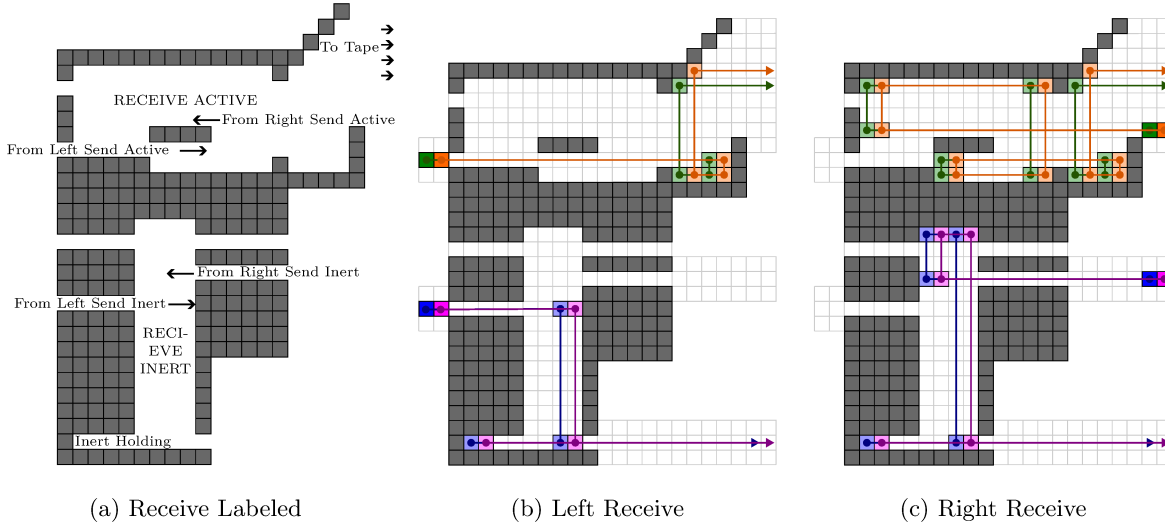 To Tape
RECEIVE ACTIVE
From Right Send Active
From Left Send Active
From Right Send Inert
From Left Send Inert
RECI-
EVE
INERT
Inert Holding
(a) Receive Labeled
(b) Left Receive
(c) Right Receive